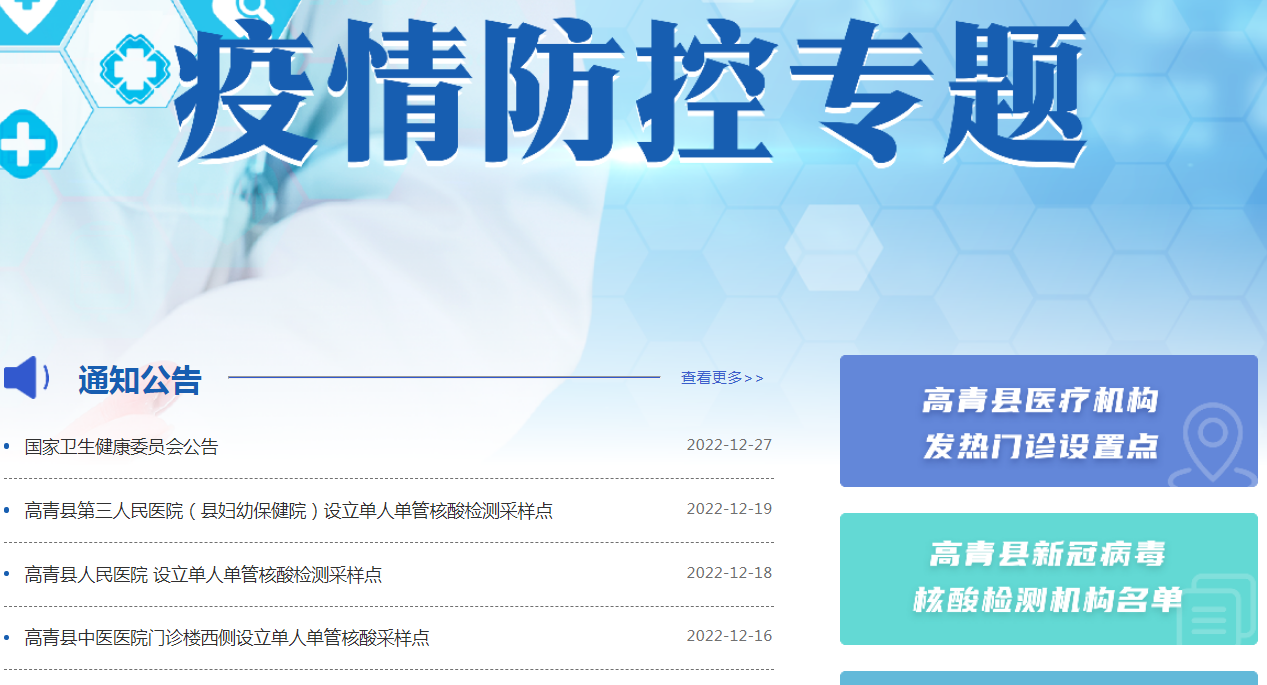 疫情防控专题
通知公告
查看更多>>
国家卫生健康委员会公告
2022-12-27
高青县第三人民医院（县妇幼保健院）设立单人单管核酸检测采样点
2022-12-19
高青县人民医院 设立单人单管核酸检测采样点
2022-12-18
高青县中医医院门诊楼西侧设立单人单管核酸采样点
2022-12-16
高青县医疗机构
发热门诊设置点
高青县新冠病毒
核酸检测机构名单